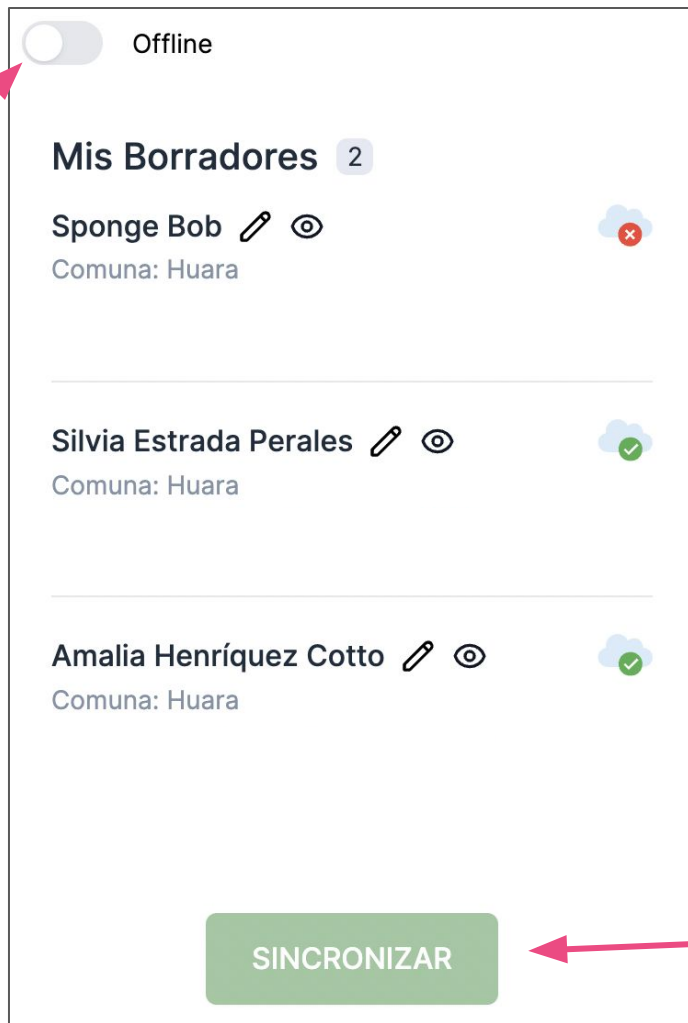 Offline
Mis Borradores 2
Sponge Bob
Comuna: Huara
Silvia Estrada Perales
Comuna: Huara
Amalia Henríquez Cotto
Comuna: Huara
SINCRONIZAR